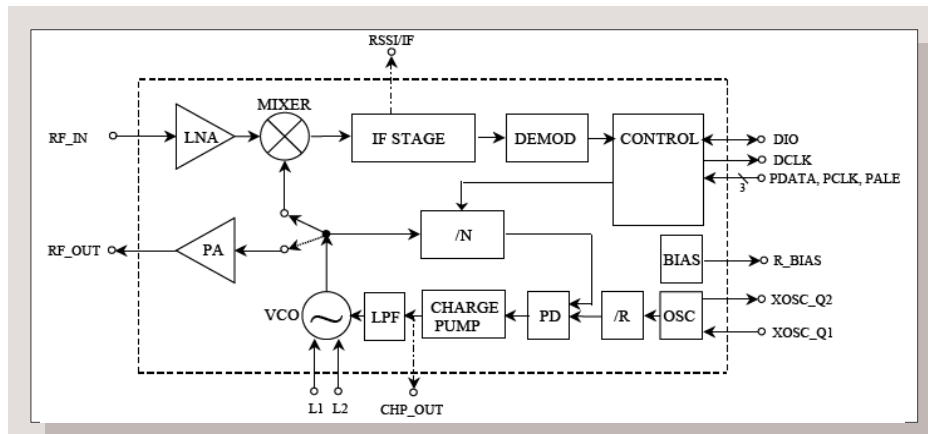 RSSI/IF
MIXER
RF_IN
LNA
IF STAGE
DEMOD
CONTROL
DIO
DCLK
PDATA, PCLK, PALE
3
RF_OUT
PA
/N
BIAS
R_BIAS
VCO
LPF
CHARGE
PUMP
PD
/R
OSC
XOSC_Q2
XOSC_Q1
L1
L2
CHP_OUT